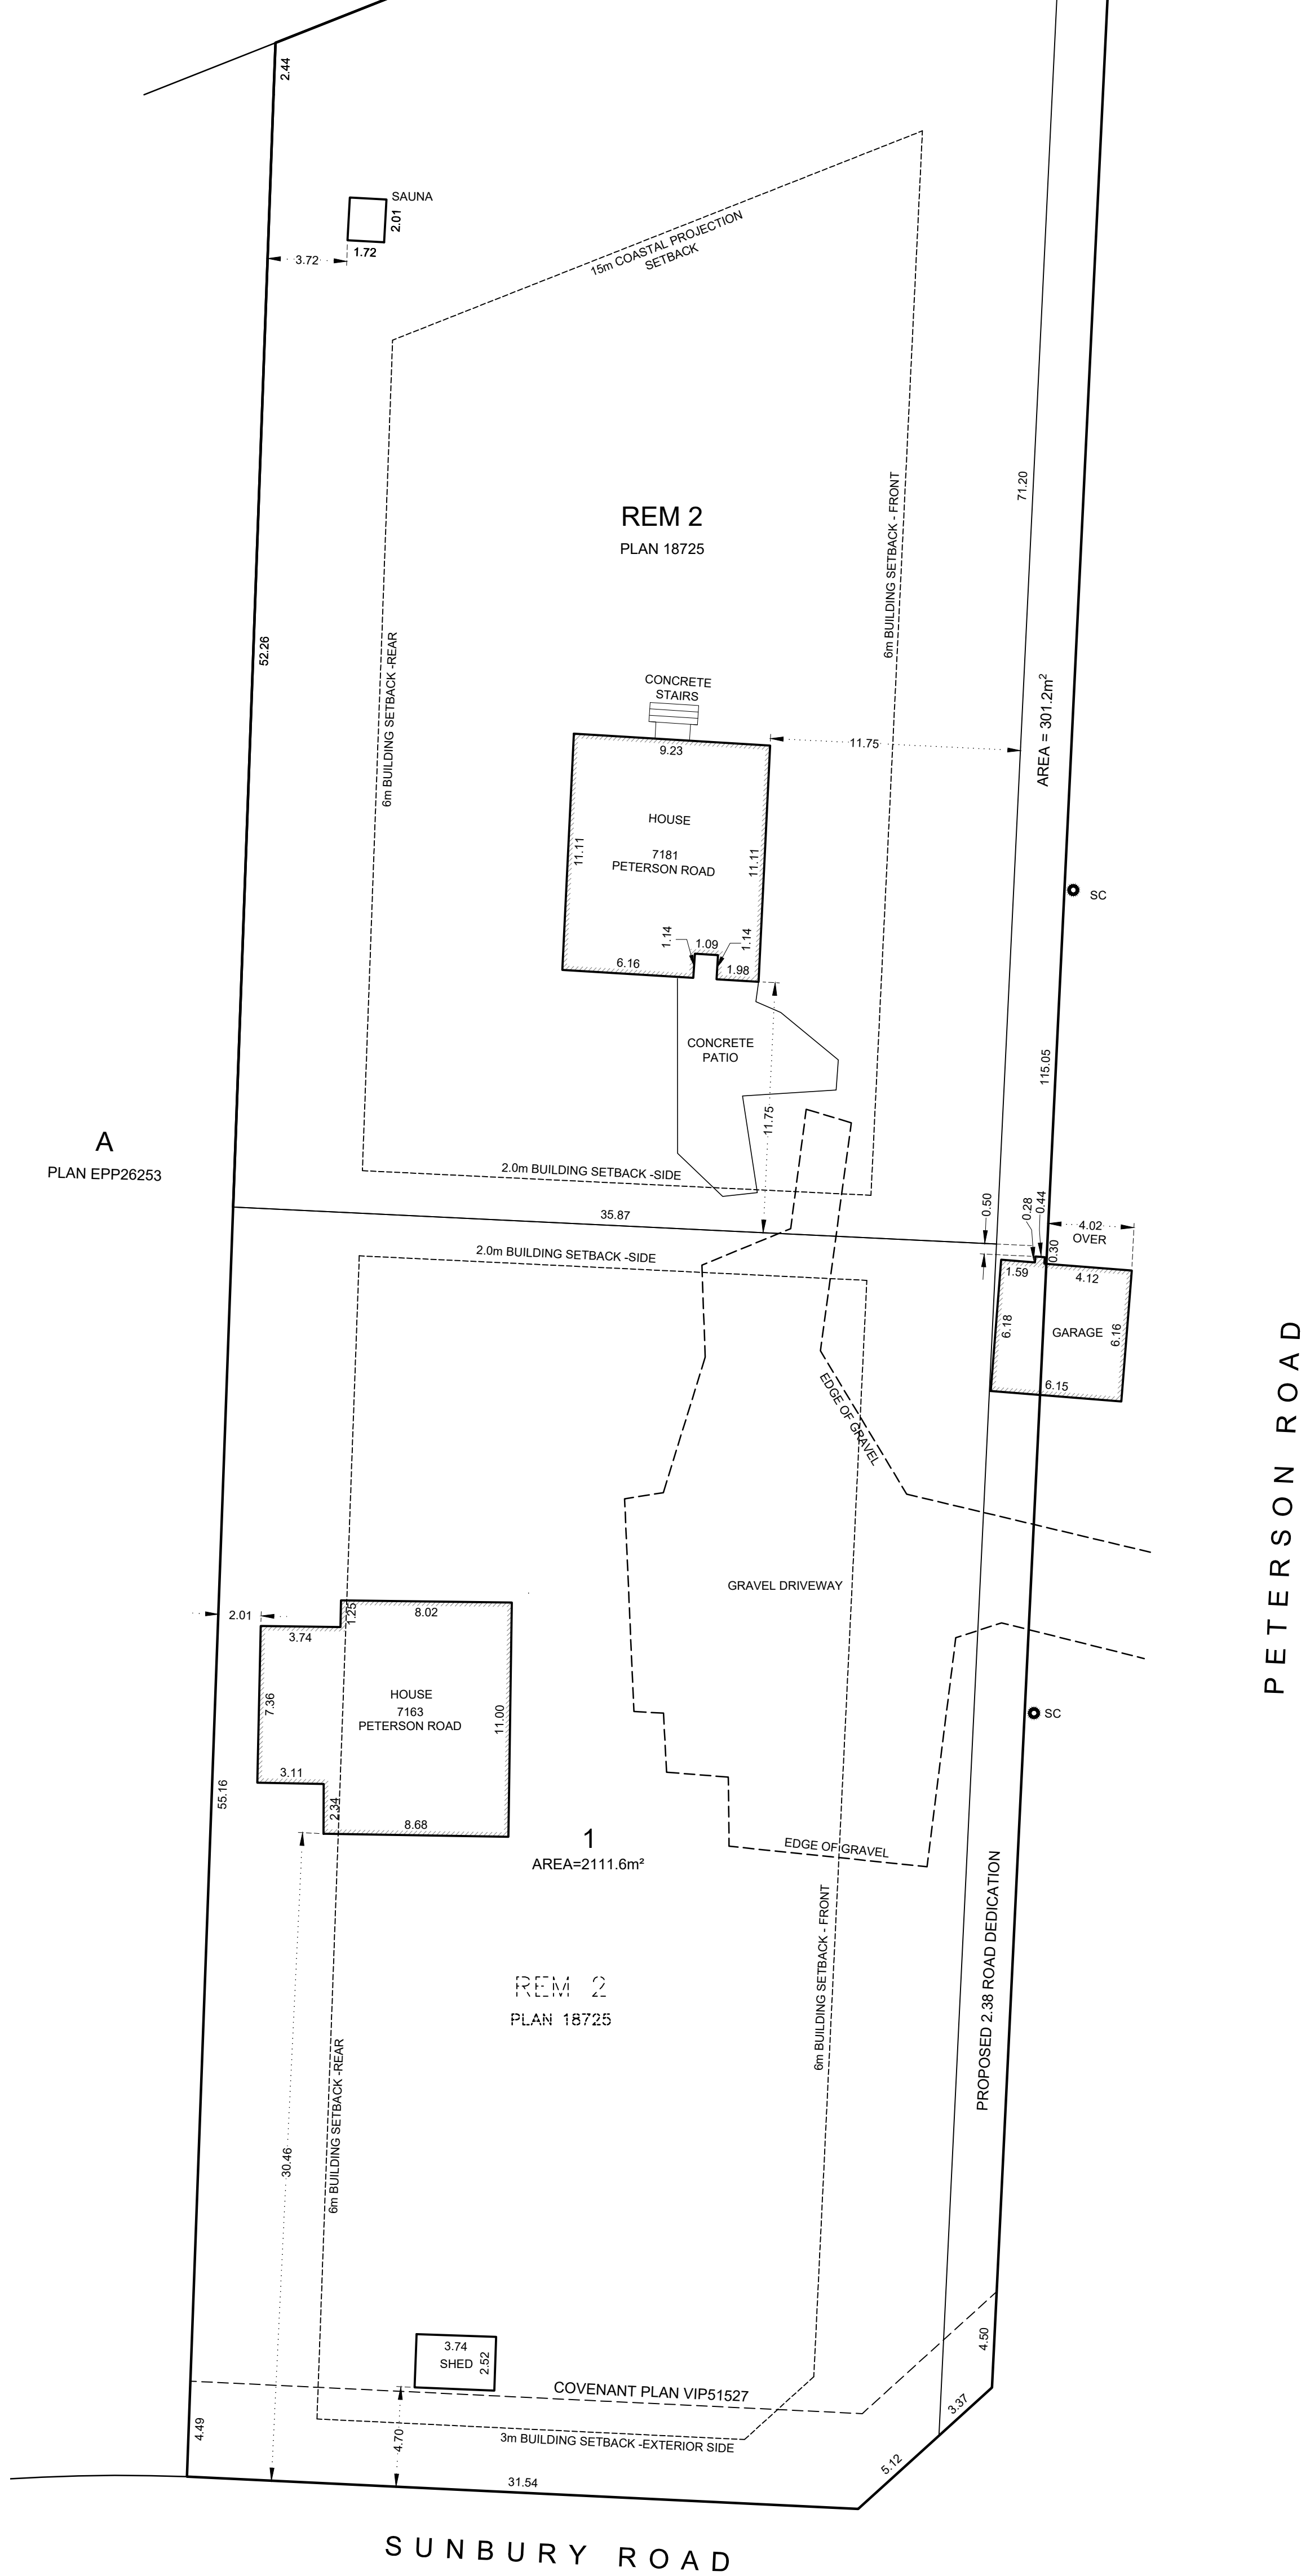 2.44
SAUNA
2.01
1.72
3.72
15m COASTAL PROJECTION
SETBACK
71.20
6m BUILDING SETBACK - FRONT
REM 2
PLAN 18725
52.26
6m BUILDING SETBACK -REAR
CONCRETE
STAIRS
AREA = 301.2m²
9.23
11.75
HOUSE
7181
PETERSON ROAD
11.11
11.11
SC
1.14
1.09
1.14
6.16
1.98
CONCRETE
PATIO
115.05
11.75
A
PLAN EPP26253
2.0m BUILDING SETBACK -SIDE
35.87
0.50
0.28
0.44
4.02
OVER
0.30
2.0m BUILDING SETBACK -SIDE
1.59
4.12
6.18
GARAGE
6.16
6.15
EDGE OF GRAVEL
PETERSON ROAD
GRAVEL DRIVEWAY
2.01
1.25
8.02
3.74
HOUSE
7163
PETERSON ROAD
7.36
11.00
SC
3.11
55.16
2.34
8.68
1
AREA=2111.6m²
EDGE OF GRAVEL
6m BUILDING SETBACK - FRONT
PROPOSED 2.38 ROAD DEDICATION
REM 2
PLAN 18725
6m BUILDING SETBACK -REAR
30.46
3.74
SHED
2.52
4.50
COVENANT PLAN VIP51527
3.37
4.49
4.70
3m BUILDING SETBACK -EXTERIOR SIDE
5.12
31.54
SUNBURY ROAD